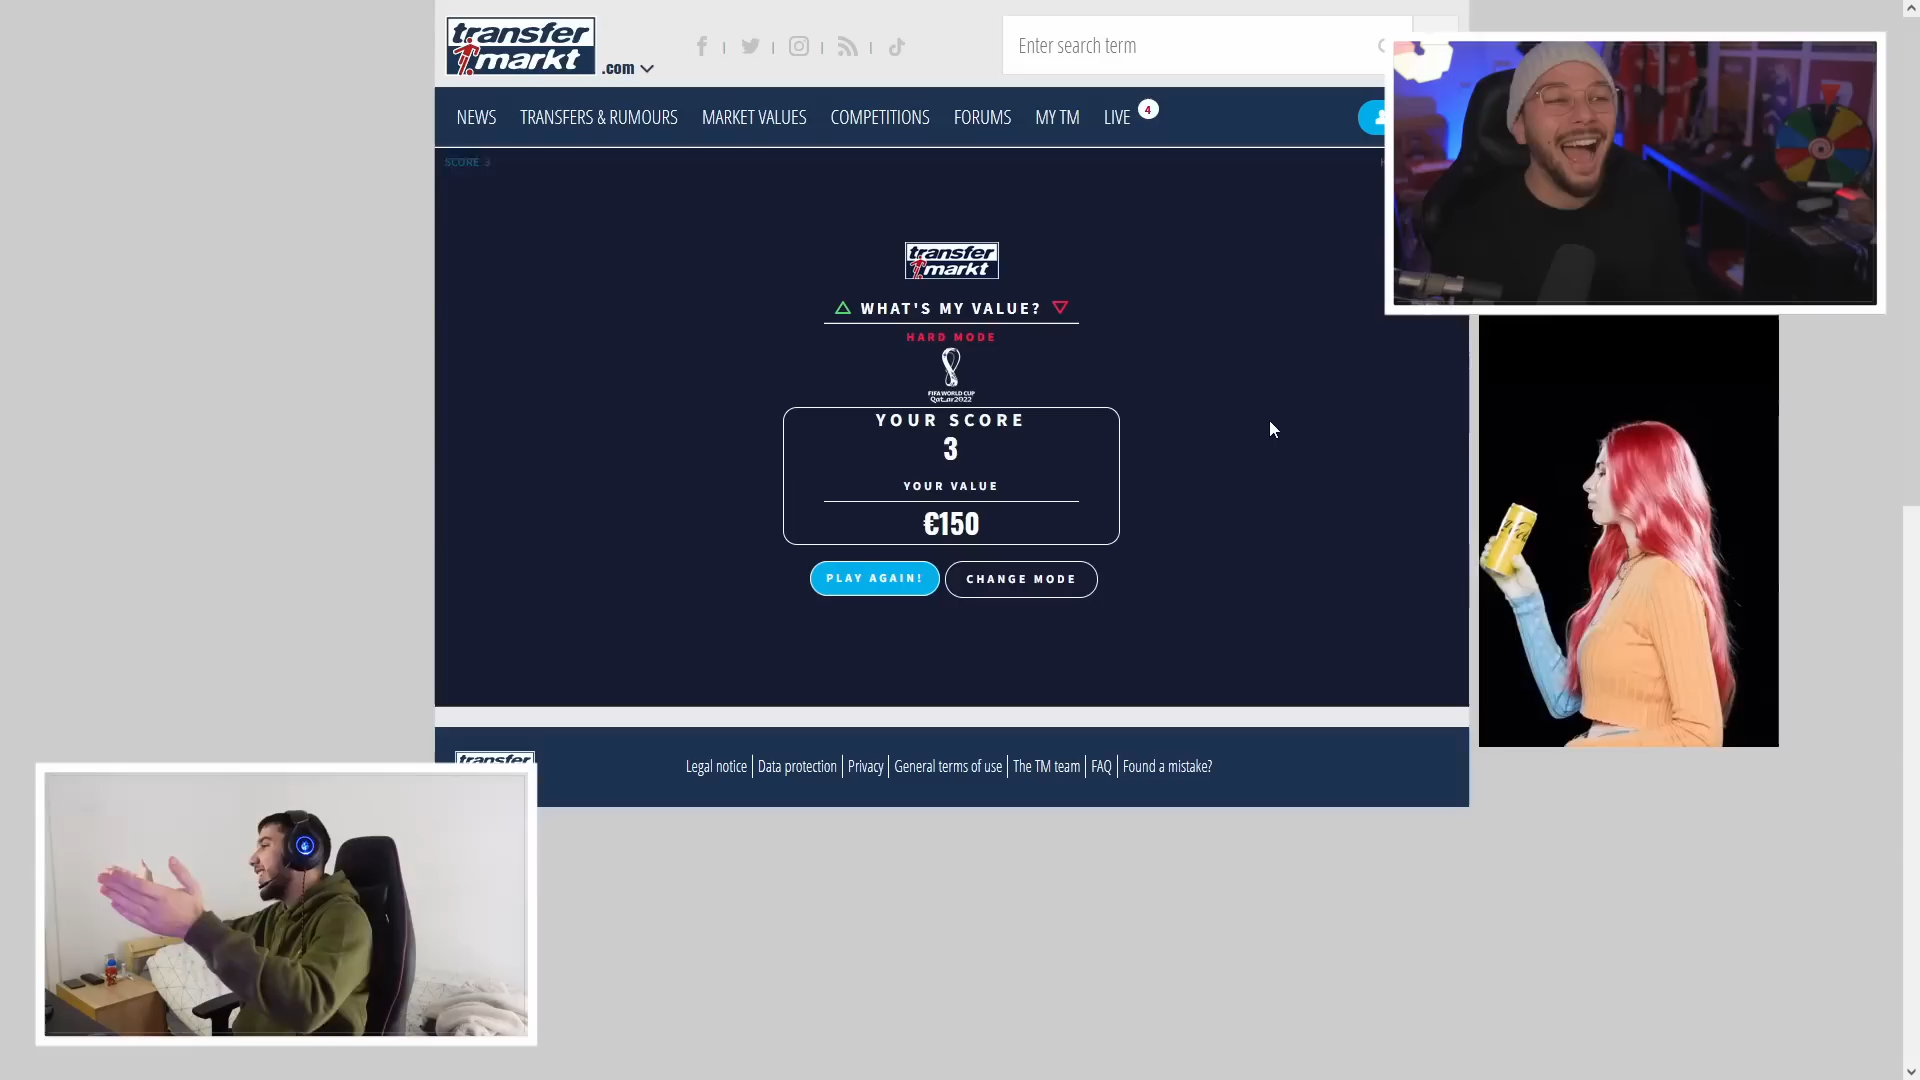 transfer
markt
.com
Enter search term
NEWS TRANSFERS & RUMOURS MARKET VALUES COMPETITIONS FORUMS MY TM LIVE 4
SCORE 3
transfer
markt
WHAT'S MY VALUE?
HARD MODE
FIFA WORLD CUP
Qatar2022
YOUR SCORE
3
YOUR VALUE
€150
PLAY AGAIN! CHANGE MODE
transfer
Legal notice Data protection Privacy General terms of use The TM team FAQ Found a mistake?